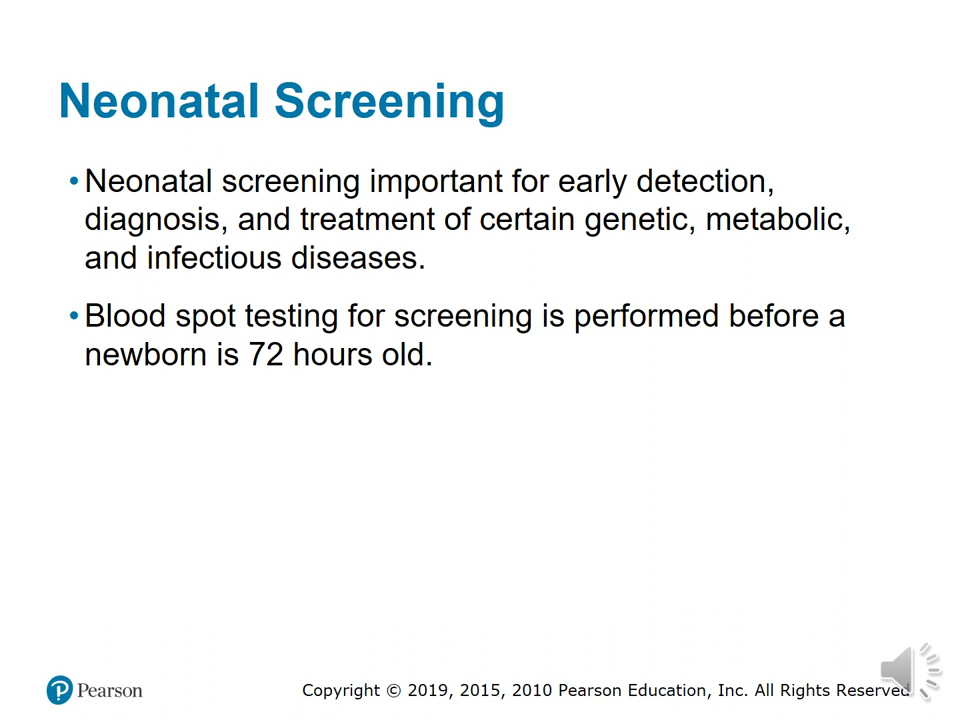 Neonatal Screening
• Neonatal screening important for early detection,
diagnosis, and treatment of certain genetic, metabolic,
and infectious diseases.
• Blood spot testing for screening is performed before a
newborn is 72 hours old.
Pearson
Copyright © 2019, 2015, 2010 Pearson Education, Inc. All Rights Reserved